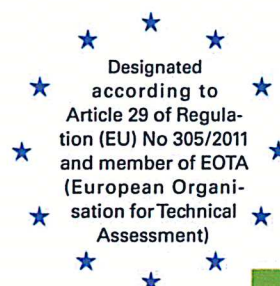 Designated
according to
Article 29 of Regula-
tion (EU) No 305/2011
and member of EOTA
(European Organi-
sation for Technical
Assessment)